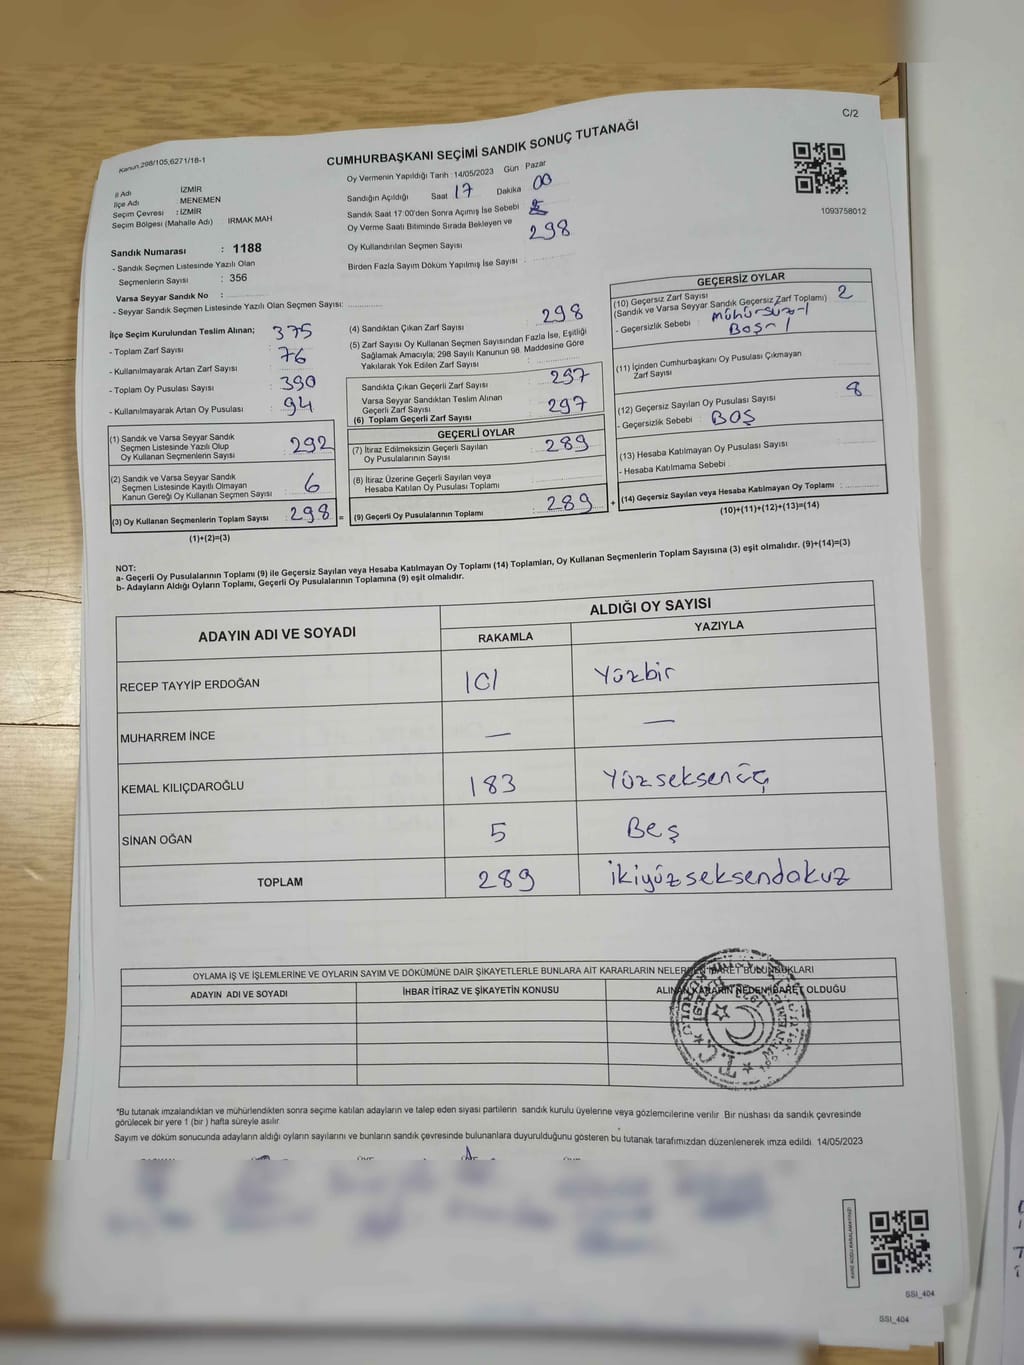 C/2
Kanun.298/105,6271/18-1
CUMHURBAŞKANI SEÇİMİ SANDIK SONUÇ TUTANAĞI
İl Adı İZMİR
İlçe Adı : MENEMEN
Seçim Çevresi : İZMİR
Seçim Bölgesi (Mahalle Adı) IRMAK MAH
Sandık Numarası : 1188
- Sandık Seçmen Listesinde Yazılı Olan
Seçmenlerin Sayısı : 356
Varsa Seyyar Sandık No :
- Seyyar Sandık Seçmen Listesinde Yazılı Olan Seçmen Sayısı:
Oy Vermenin Yapıldığı Tarih : 14/05/2023 Gün Pazar
Sandığın Açıldığı Saat 17 Dakika 00
Sandık Saat 17:00'den Sonra Açımış İse Sebebi
Oy Verme Saati Bitiminde Sırada Bekleyen ve
Oy Kullandırılan Seçmen Sayısı 298
Birden Fazla Sayım Döküm Yapılmış İse Sayısı :
1093758012
İlçe Seçim Kurulundan Teslim Alınan;
- Toplam Zarf Sayısı : 375
- Kullanılmayarak Artan Zarf Sayısı : 76
- Toplam Oy Pusulası Sayısı : 390
- Kullanılmayarak Artan Oy Pusulası : 94
(1) Sandık ve Varsa Seyyar Sandık
Seçmen Listesinde Yazılı Olup
Oy Kullanan Seçmenlerin Sayısı : 292
(2) Sandık ve Varsa Seyyar Sandık
Seçmen Listesinde Kayıtlı Olmayan
Kanun Gereği Oy Kullanan Seçmen Sayısı : 6
(3) Oy Kullanan Seçmenlerin Toplam Sayısı : 298
(1)+(2)=(3)
=
(4) Sandıktan Çıkan Zarf Sayısı : 298
(5) Zarf Sayısı Oy Kullanan Seçmen Sayısından Fazla İse, Eşitliği
Sağlamak Amacıyla; 298 Sayılı Kanunun 98. Maddesine Göre
Yakılarak Yok Edilen Zarf Sayısı :
Sandıkta Çıkan Geçerli Zarf Sayısı : 297
Varsa Seyyar Sandıktan Teslim Alınan
Geçerli Zarf Sayısı
(6) Toplam Geçerli Zarf Sayısı : 297
GEÇERLİ OYLAR
(7) İtiraz Edilmeksizin Geçerli Sayılan
Oy Pusulalarının Sayısı : 289
(8) İtiraz Üzerine Geçerli Sayılan veya
Hesaba Katılan Oy Pusulası Toplamı :
(9) Geçerli Oy Pusulalarının Toplamı : 289
+
GEÇERSİZ OYLAR
(10) Geçersiz Zarf Sayısı
(Sandık ve Varsa Seyyar Sandık Geçersiz Zarf Toplamı) 2
- Geçersizlik Sebebi : Mühürsüz-1
Boş-1
(11) İçinden Cumhurbaşkanı Oy Pusulası Çıkmayan
Zarf Sayısı :
(12) Geçersiz Sayılan Oy Pusulası Sayısı : 8
- Geçersizlik Sebebi : BOŞ
(13) Hesaba Katılmayan Oy Pusulası Sayısı :
- Hesaba Katılmama Sebebi
(14) Geçersiz Sayılan veya Hesaba Katılmayan Oy Toplamı :
(10)+(11)+(12)+(13)=(14)
NOT:
a- Geçerli Oy Pusulalarının Toplamı (9) ile Geçersiz Sayılan veya Hesaba Katılmayan Oy Toplamı (14) Toplamları, Oy Kullanan Seçmenlerin Toplam Sayısına (3) eşit olmalıdır. (9)+(14)=(3)
b- Adayların Aldığı Oyların Toplamı, Geçerli Oy Pusulalarının Toplamına (9) eşit olmalıdır.
ADAYIN ADI VE SOYADI ALDIĞI OY SAYISI
RAKAMLA YAZIYLA
RECEP TAYYİP ERDOĞAN 101 Yüzbir
MUHARREM İNCE — —
KEMAL KILIÇDAROĞLU 183 Yüzseksenüç
SİNAN OĞAN 5 Beş
TOPLAM 289 ikiyüzseksendokuz
OYLAMA İŞ VE İŞLEMLERİNE VE OYLARIN SAYIM VE DÖKÜMÜNE DAİR ŞİKAYETLERLE BUNLARA AİT KARARLARIN NELERDEN İBARET BULUNDUKLARI
ADAYIN ADI VE SOYADI İHBAR İTİRAZ VE ŞİKAYETİN KONUSU ALINAN KARARIN NEDEN İBARET OLDUĞU
T.C.
*Bu tutanak imzalandıktan ve mühürlendikten sonra seçime katılan adayların ve talep eden siyasi partilerin sandık kurulu üyelerine veya gözlemcilerine verilir. Bir nüshası da sandık çevresinde
görülecek bir yere 1 (bir) hafta süreyle asılır
Sayım ve döküm sonucunda adayların aldığı oyların sayılarını ve bunların sandık çevresinde bulunanlara duyurulduğunu gösteren bu tutanak tarafımızdan düzenlenerek imza edildi. 14/05/2023
SSI_404
SSI_404